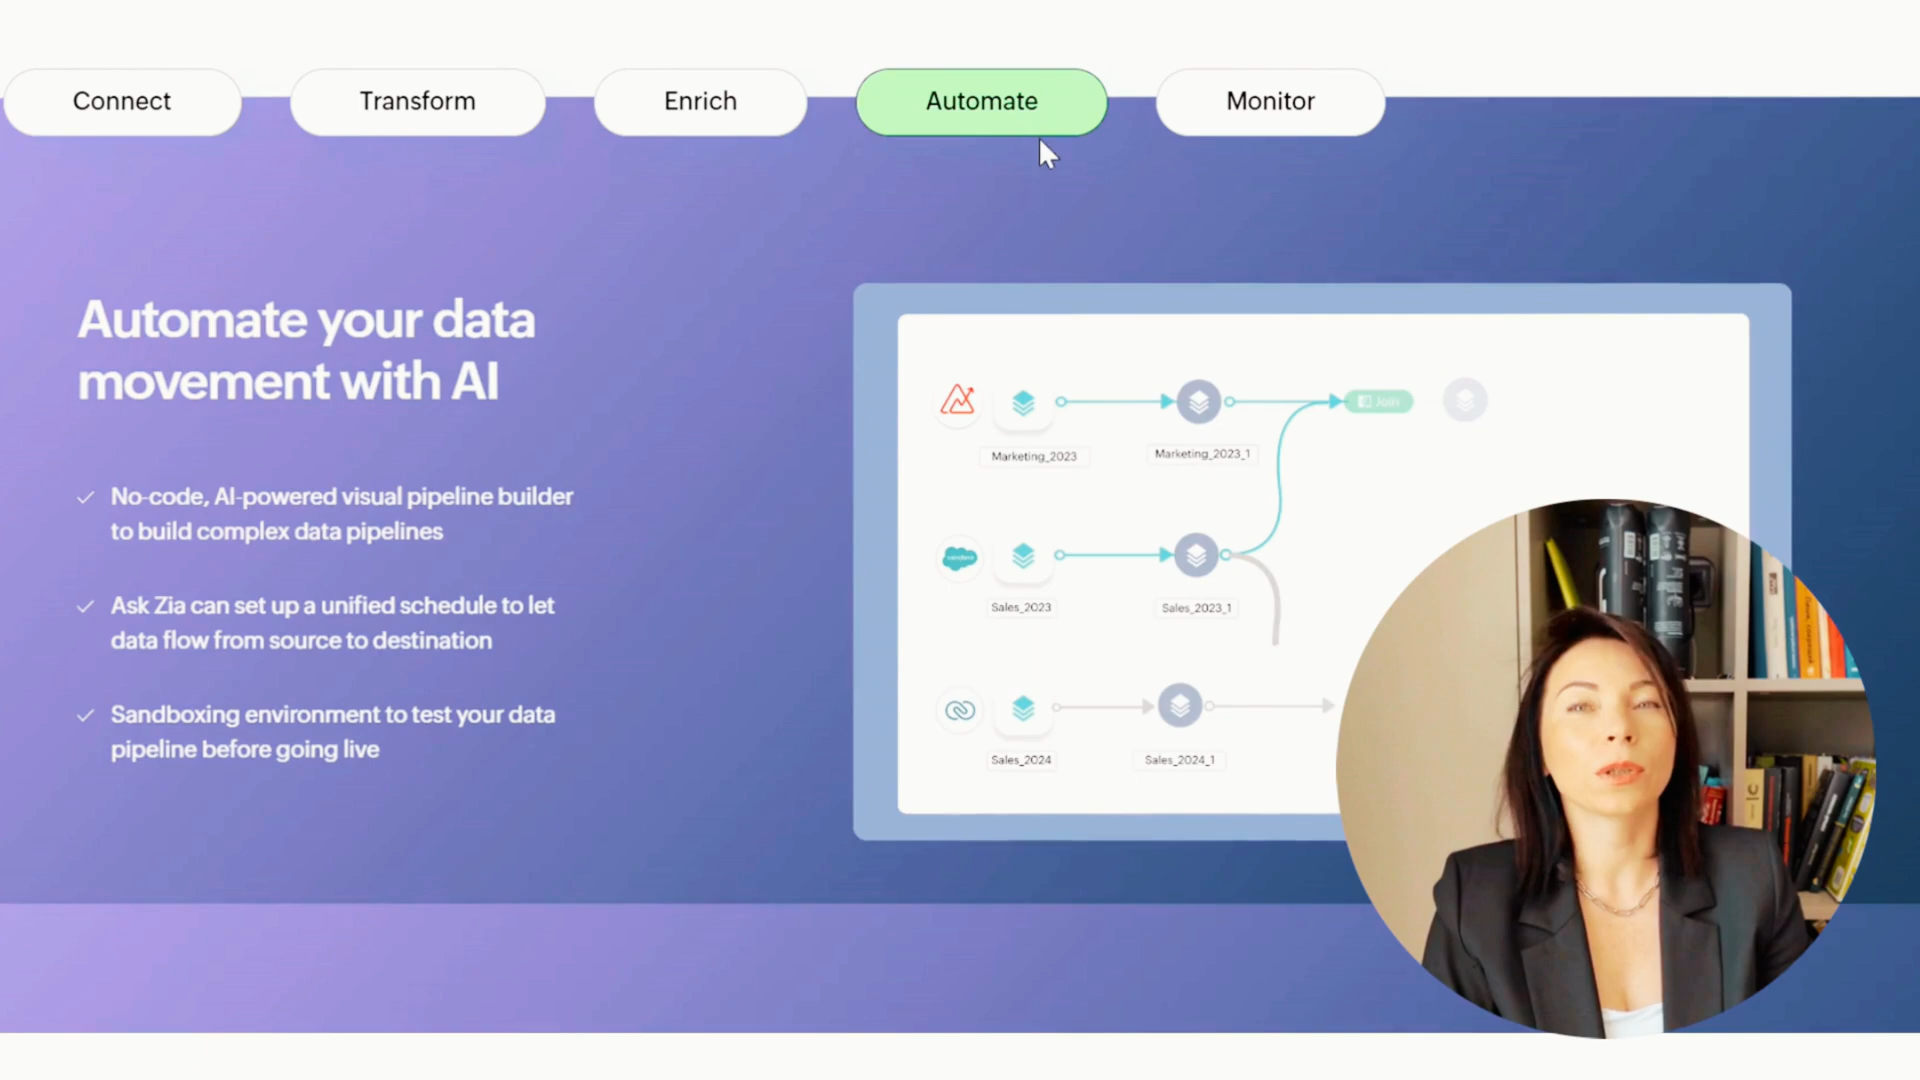 Connect
Transform
Enrich
Automate
Monitor
Automate your data
movement with AI
No-code, AI-powered visual pipeline builder
to build complex data pipelines
Ask Zia can set up a unified schedule to let
data flow from source to destination
Sandboxing environment to test your data
pipeline before going live
Join
Marketing_2023
Marketing_2023_1
Sales_2023
Sales_2023_1
Sales_2024
Sales_2024_1